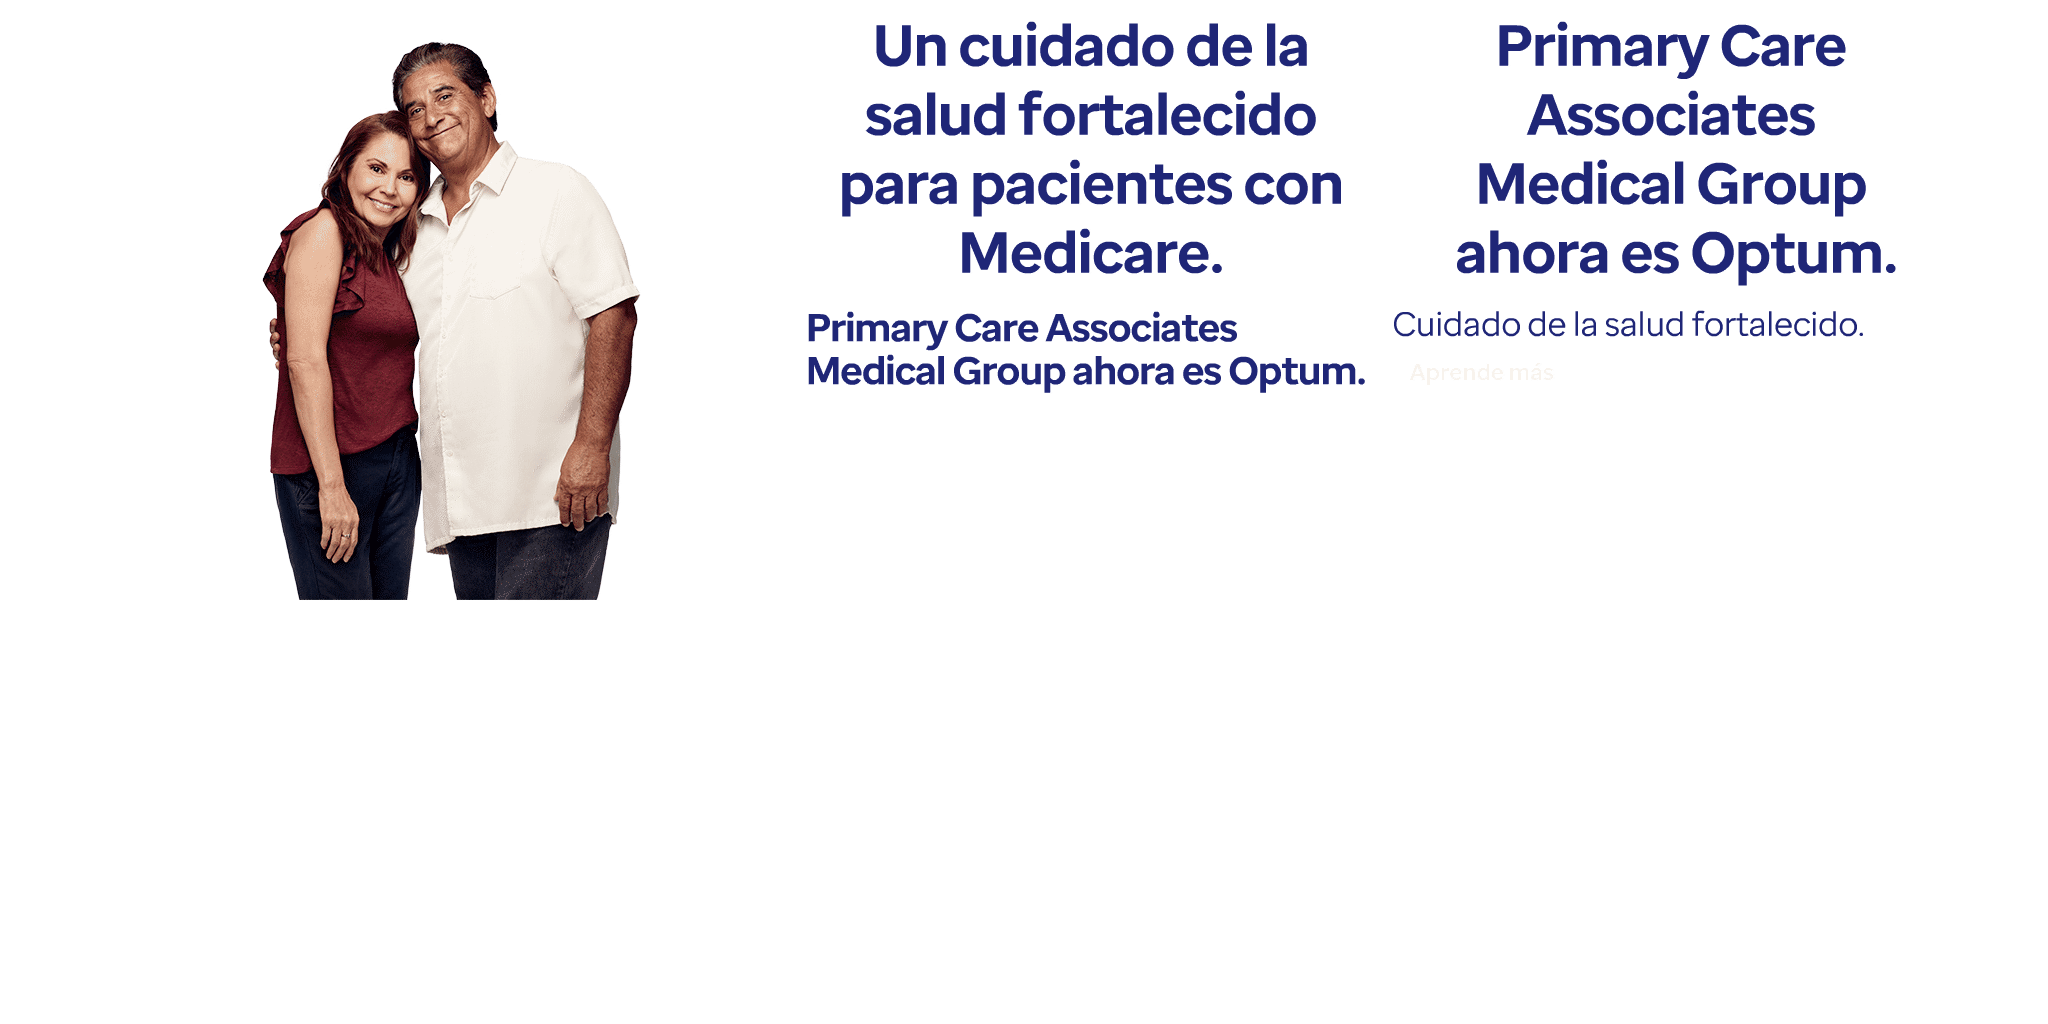 Un cuidado de la
salud fortalecido
para pacientes con
Medicare.
Primary Care Associates
Medical Group ahora es Optum.
Primary Care
Associates
Medical Group
ahora es Optum.
Cuidado de la salud fortalecido.
Aprende más